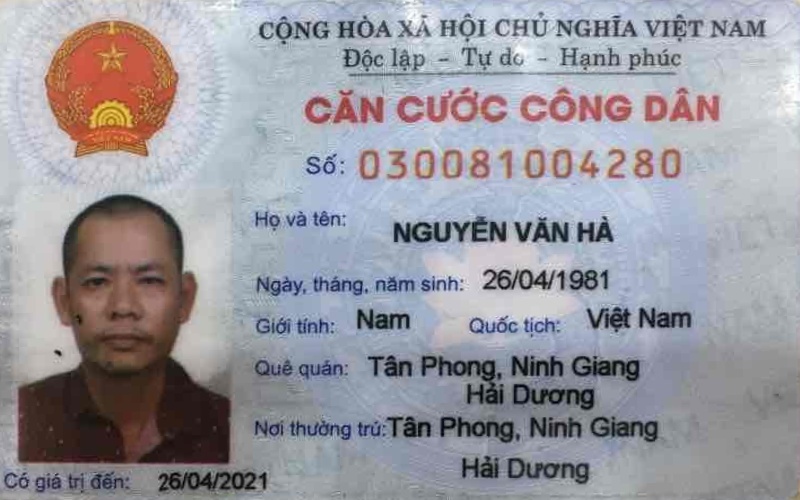 CỘNG HÒA XÃ HỘI CHỦ NGHĨA VIỆT NAM
Độc lập - Tự do - Hạnh phúc
CĂN CƯỚC CÔNG DÂN
Số: 030081004280
Họ và tên: NGUYỄN VĂN HÀ
Ngày, tháng, năm sinh: 26/04/1981
Giới tính: Nam Quốc tịch: Việt Nam
Quê quán: Tân Phong, Ninh Giang
Hải Dương
Nơi thường trú: Tân Phong, Ninh Giang
Hải Dương
Có giá trị đến: 26/04/2021